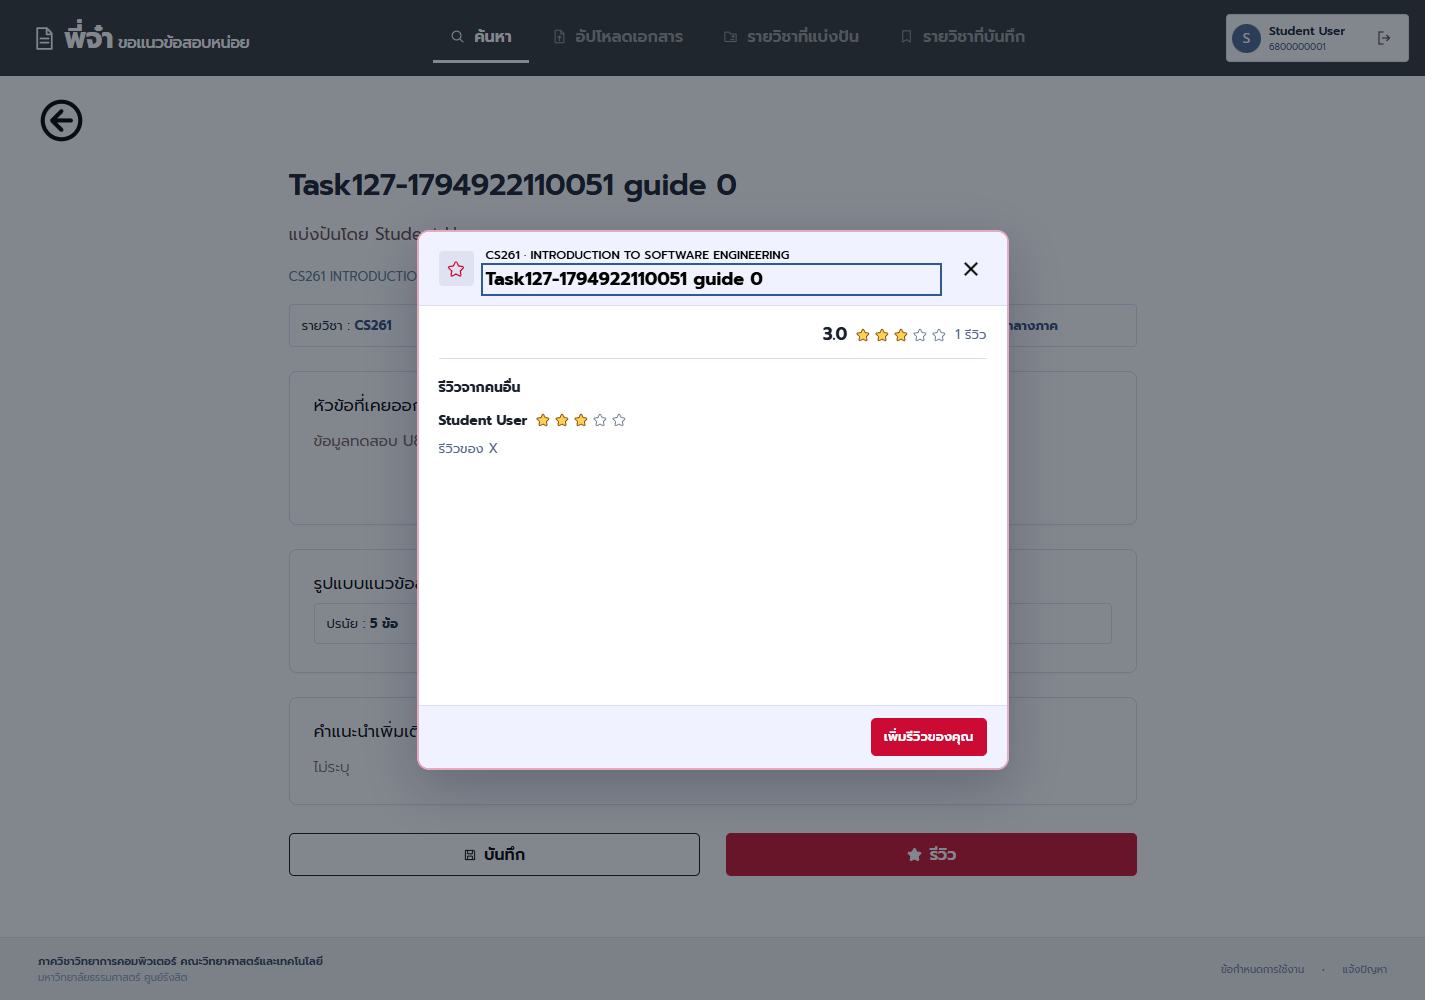 พี่จ๋า ขอแนวข้อสอบหน่อย
ค้นหา
อัปโหลดเอกสาร
รายวิชาที่แบ่งปัน
รายวิชาที่บันทึก
S
Student User
6800000001
Task127-1794922110051 guide 0
แบ่งปันโดย
CS261
รายวิชา : CS261
หัวข้อที่เคยออก
ข้อมูลทดสอบ
รูปแบบแนวข้อ
ปรนัย : 5 ข้อ
คำแนะนำเพิ่มเติ
ไม่ระบุ
CS261 · INTRODUCTION TO SOFTWARE ENGINEERING
Task127-1794922110051 guide 0
3.0
1 รีวิว
รีวิวจากคนอื่น
Student User
รีวิวของ X
เพิ่มรีวิวของคุณ
บันทึก
รีวิว
ภาควิชาวิทยาการคอมพิวเตอร์ คณะวิทยาศาสตร์และเทคโนโลยี
มหาวิทยาลัยธรรมศาสตร์ ศูนย์รังสิต
ข้อกำหนดการใช้งาน
•
แจ้งปัญหา